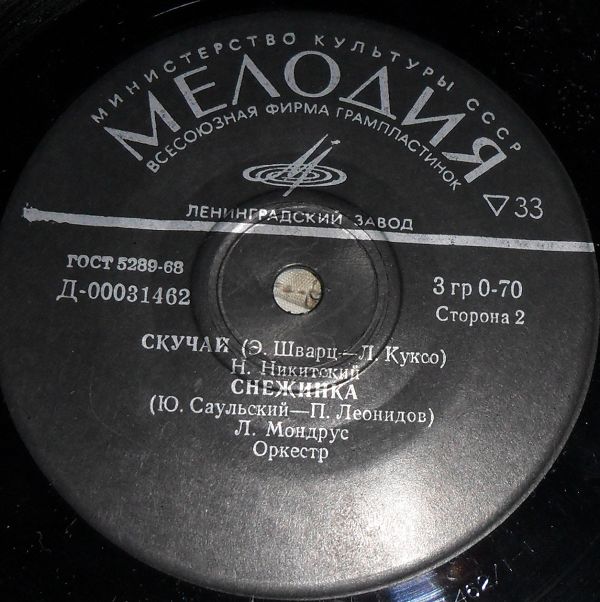 МИНИСТЕРСТВО КУЛЬТУРЫ СССР
МЕЛОДИЯ
ВСЕСОЮЗНАЯ ФИРМА ГРАМПЛАСТИНОК
33
ЛЕНИНГРАДСКИЙ ЗАВОД
ГОСТ 5289-68
Д-00031462
3 гр 0-70
Сторона 2
СКУЧАЙ (Э. Шварц—Л. Куксо)
Н. Никитский
СНЕЖИНКА
(Ю. Саульский—П. Леонидов)
Л. Мондрус
Оркестр